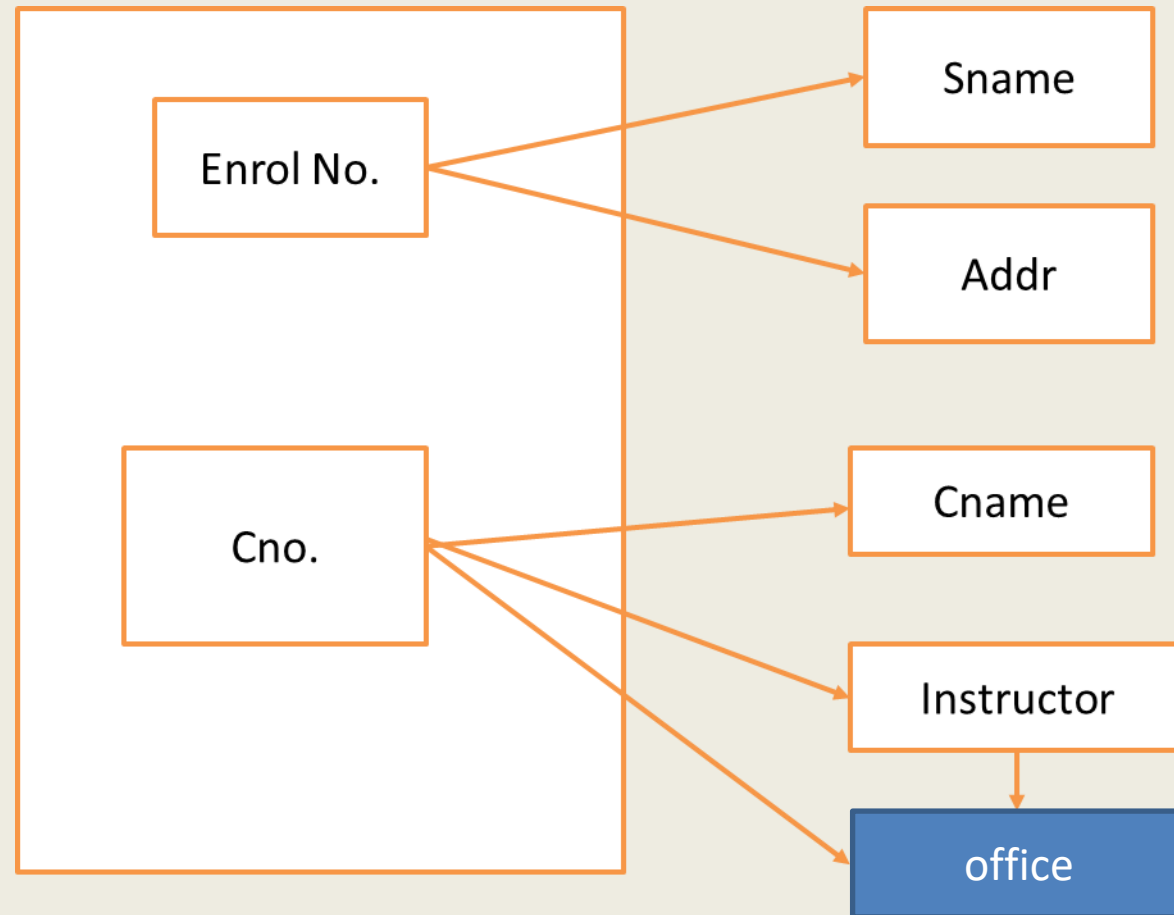 Sname
Enrol No.
Addr
Cname
Cno.
Instructor
office